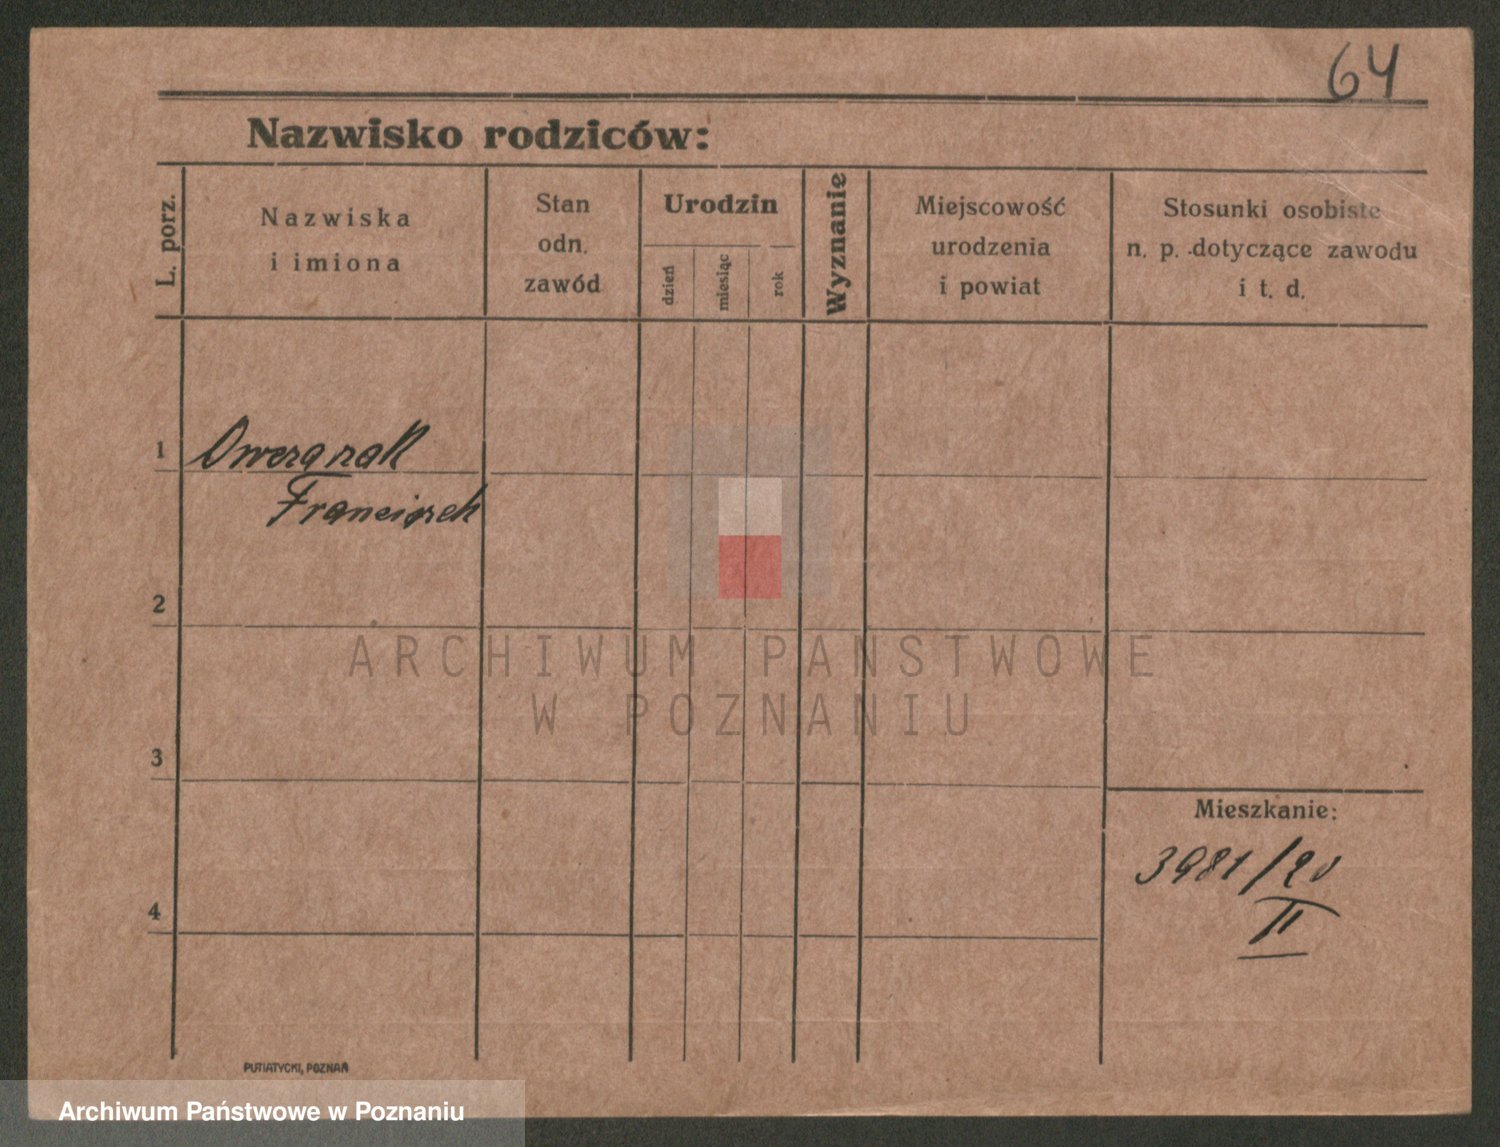 64
Nazwisko rodziców:
L. porz.
Nazwiska
i imiona
Stan
odn.
zawód
Urodzin
dzień
miesiąc
rok
Wyznanie
Miejscowość
urodzenia
i powiat
Stosunki osobiste
n. p. dotyczące zawodu
i t. d.
1
Franciszek
2
ARCHIWUM PAŃSTWOWE
W POZNANIU
3
Mieszkanie:
3981/20
II
4
PUTIATYCKI, POZNAŃ
Archiwum Państwowe w Poznaniu